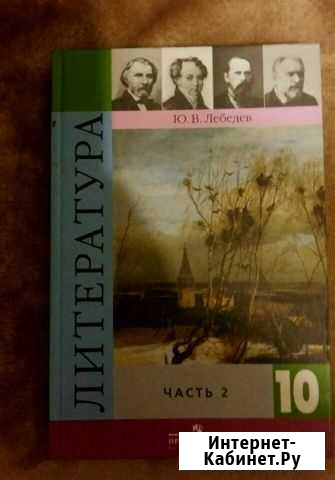 Ю. В. Лебедев
ЛИТЕРАТУРА
ЧАСТЬ 2
10
Интернет-
Кабинет.Ру